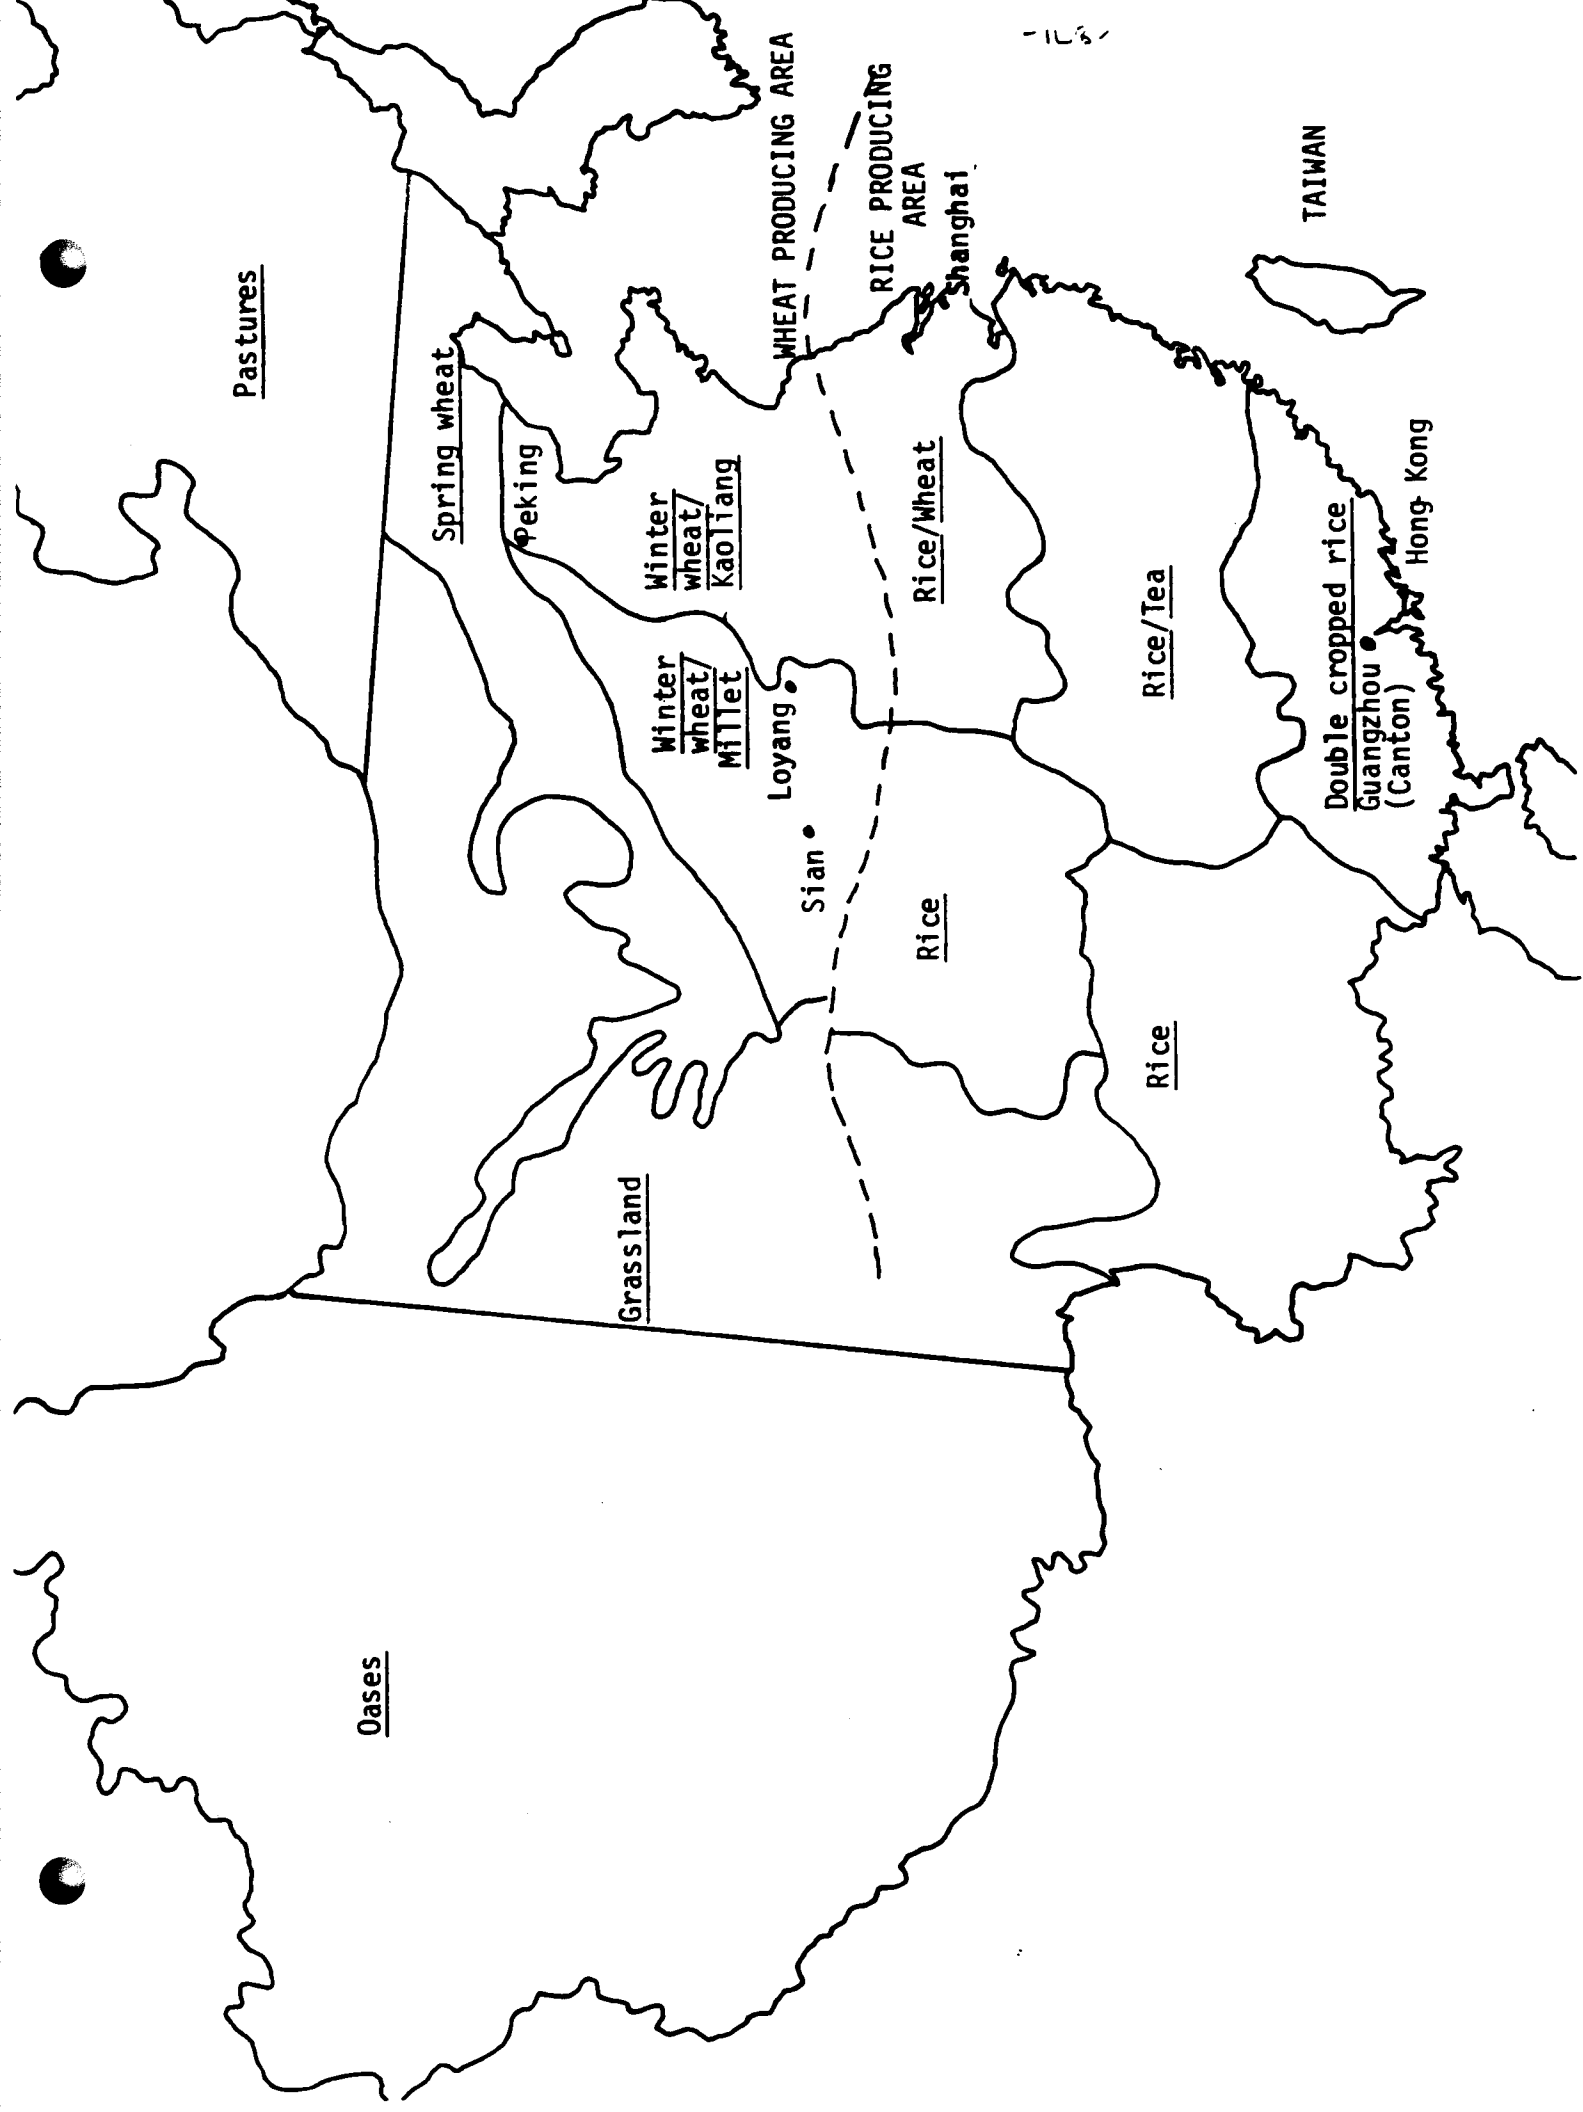 Pastures
Spring wheat
Peking
Winter
wheat/
Kaoliang
Winter
wheat/
Millet
Loyang
Sian
Grassland
Oases
WHEAT PRODUCING AREA
RICE PRODUCING
AREA
Shanghai
Rice/Wheat
Rice
Rice/Tea
Rice
TAIWAN
Double cropped rice
Guangzhou
(Canton)
Hong Kong